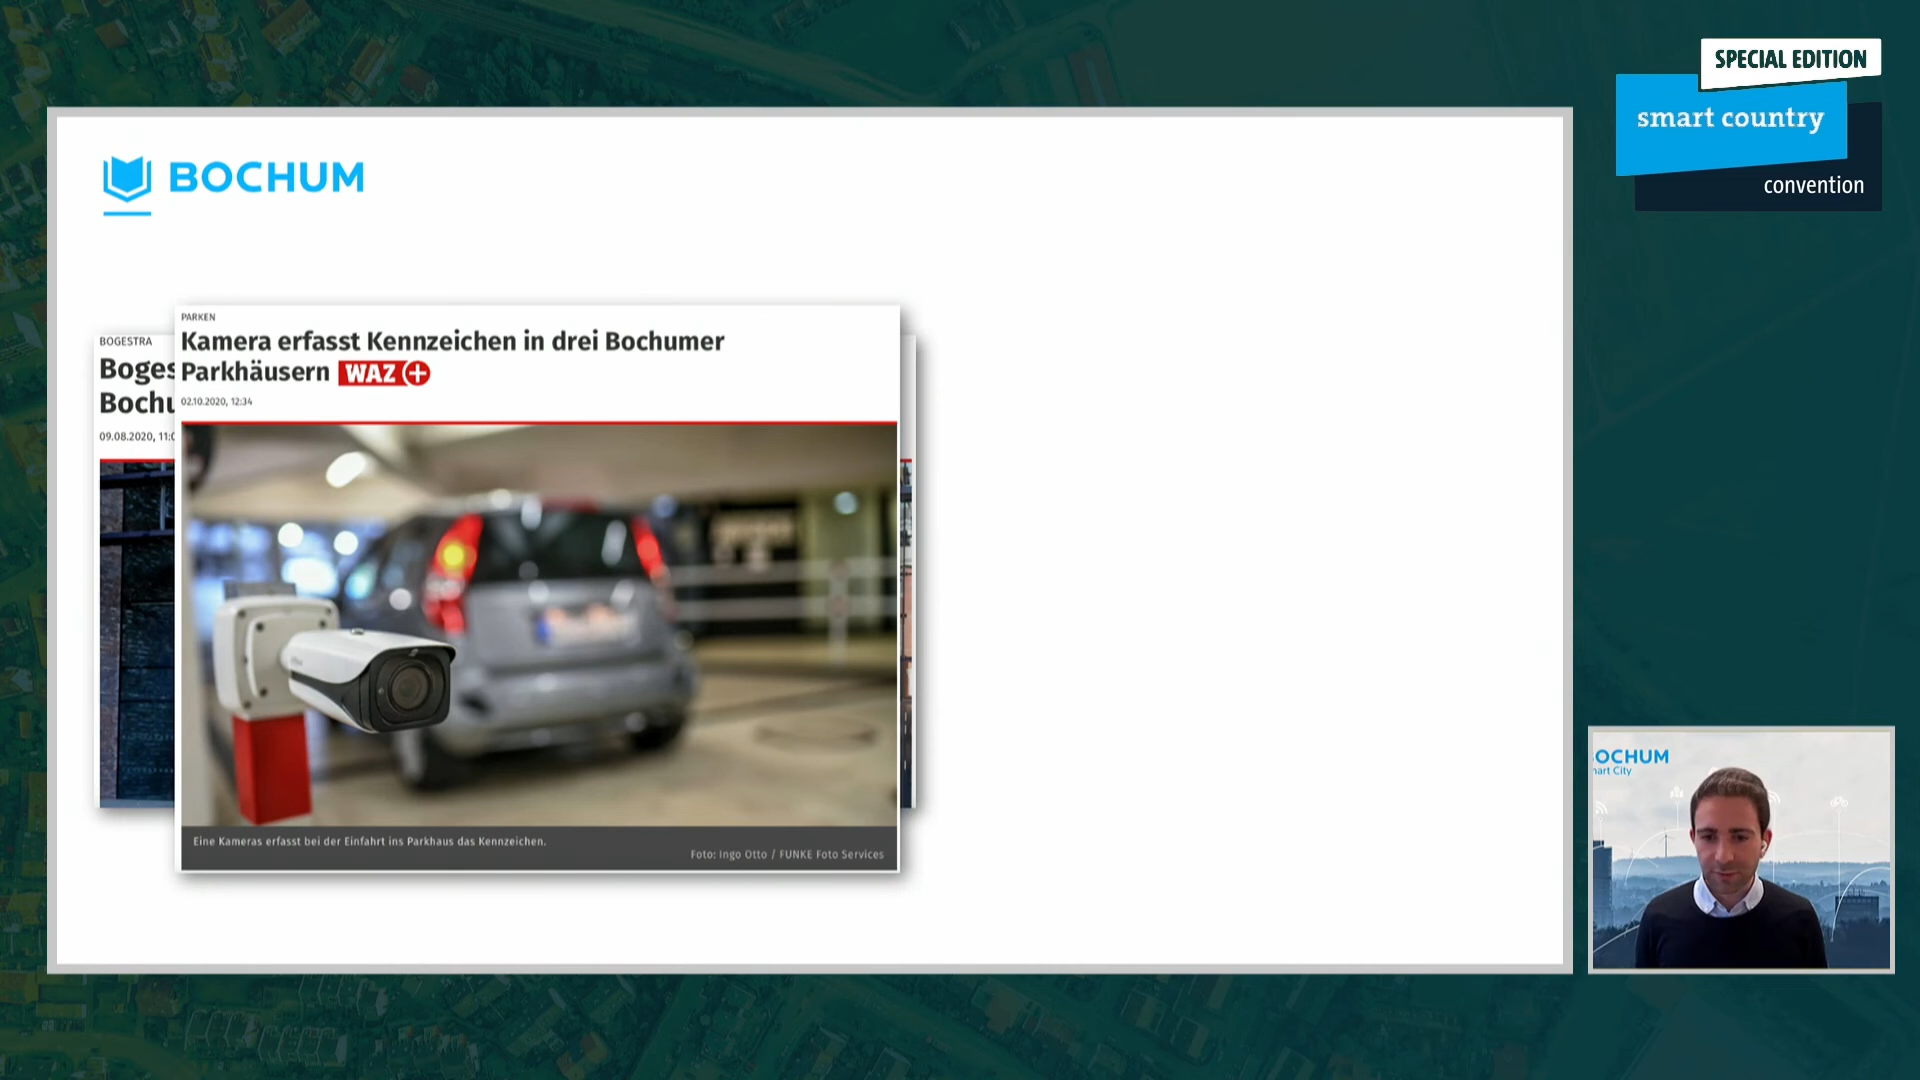 SPECIAL EDITION
smart country
convention
BOCHUM
PARKEN
Kamera erfasst Kennzeichen in drei Bochumer
Parkhäusern WAZ+
02.10.2020, 12:34
BOGESTRA
Boges
Bochu
09.08.2020, 11:0
Eine Kameras erfasst bei der Einfahrt ins Parkhaus das Kennzeichen.
Foto: Ingo Otto / FUNKE Foto Services
OCHUM
art City